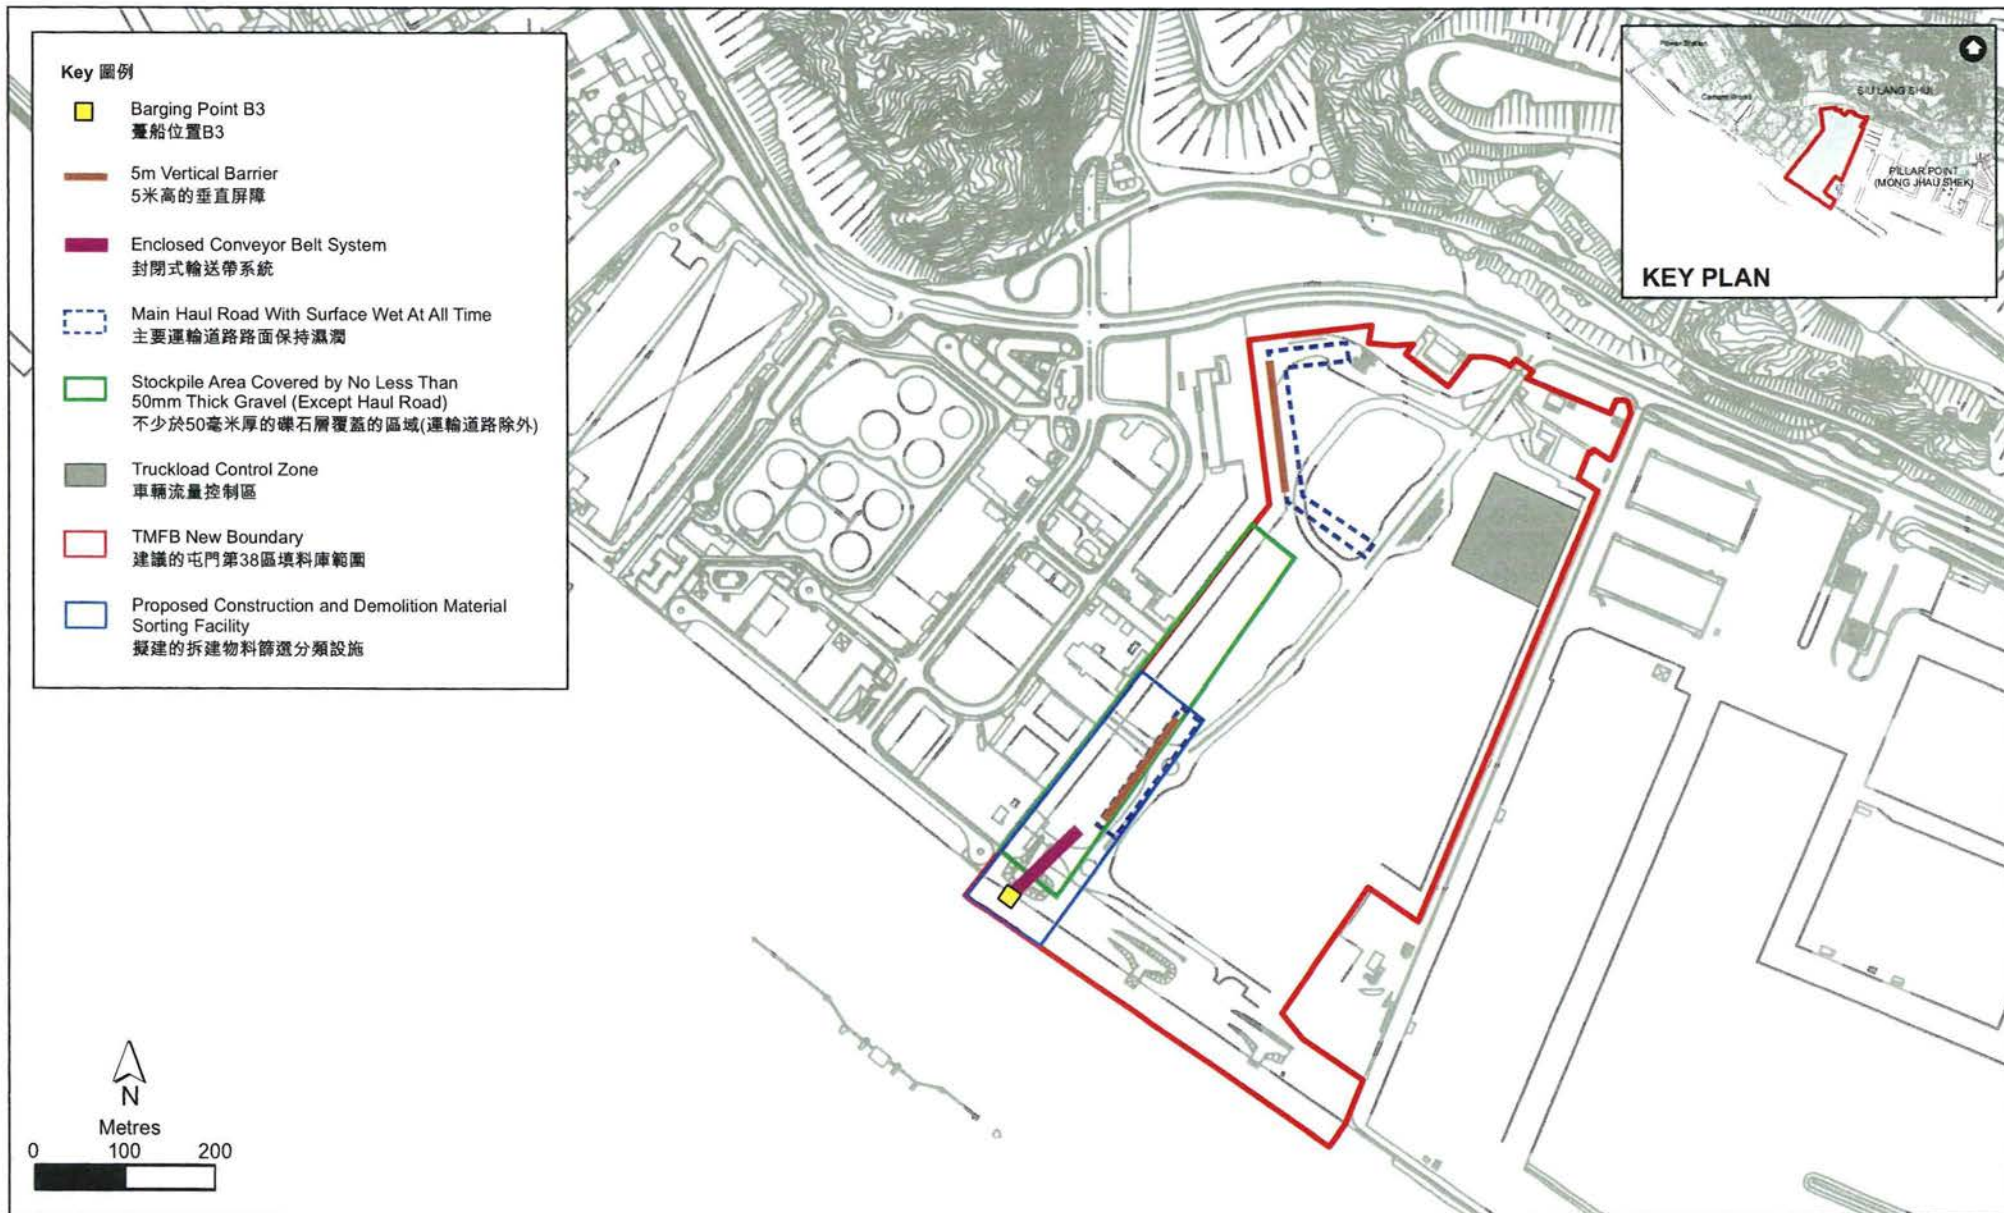 Key 圖例
Barging Point B3
躉船位置B3
5m Vertical Barrier
5米高的垂直屏障
Enclosed Conveyor Belt System
封閉式輸送帶系統
Main Haul Road With Surface Wet At All Time
主要運輸道路路面保持濕潤
Stockpile Area Covered by No Less Than
50mm Thick Gravel (Except Haul Road)
不少於50毫米厚的礫石層覆蓋的區域(運輸道路除外)
Truckload Control Zone
車輛流量控制區
TMFB New Boundary
建議的屯門第38區填料庫範圍
Proposed Construction and Demolition Material
Sorting Facility
擬建的拆建物料篩選分類設施
N
Metres
0 100 200
Power Station
Cement Works
SIU LANG SHUI
PILLAR POINT
(MONG HAU SHEK)
KEY PLAN